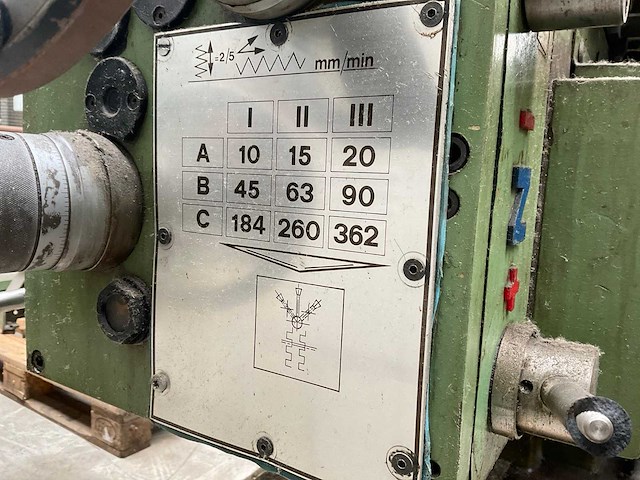 =2/5 mm/min
I II III
A 10 15 20
B 45 63 90
C 184 260 362